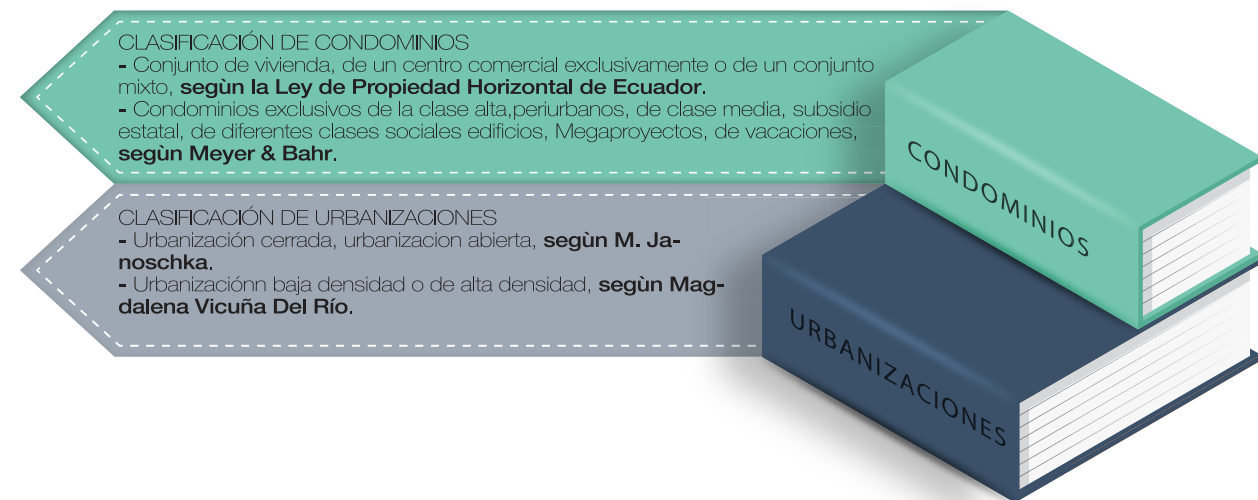 CLASIFICACIÓN DE CONDOMINIOS
- Conjunto de vivienda, de un centro comercial exclusivamente o de un conjunto
mixto, segùn la Ley de Propiedad Horizontal de Ecuador.
- Condominios exclusivos de la clase alta,periurbanos, de clase media, subsidio
estatal, de diferentes clases sociales edificios, Megaproyectos, de vacaciones,
segùn Meyer & Bahr.
CONDOMINIOS
CLASIFICACIÓN DE URBANIZACIONES
- Urbanización cerrada, urbanizacion abierta, segùn M. Ja-
noschka.
- Urbanizaciónn baja densidad o de alta densidad, segùn Mag-
dalena Vicuña Del Río.
URBANIZACIONES